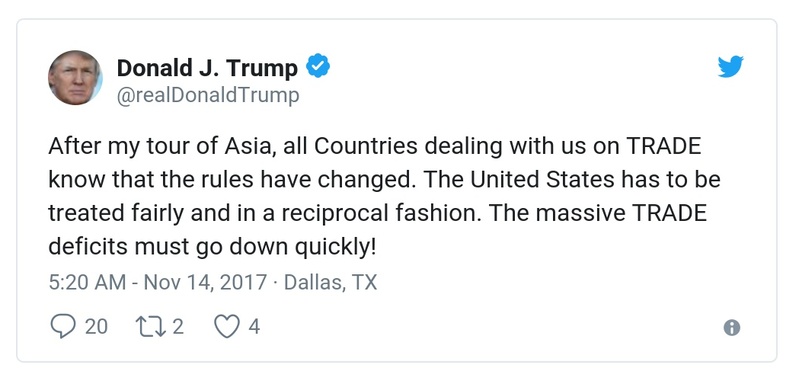 Donald J. Trump
@realDonaldTrump
After my tour of Asia, all Countries dealing with us on TRADE
know that the rules have changed. The United States has to be
treated fairly and in a reciprocal fashion. The massive TRADE
deficits must go down quickly!
5:20 AM - Nov 14, 2017 · Dallas, TX
20 2 4